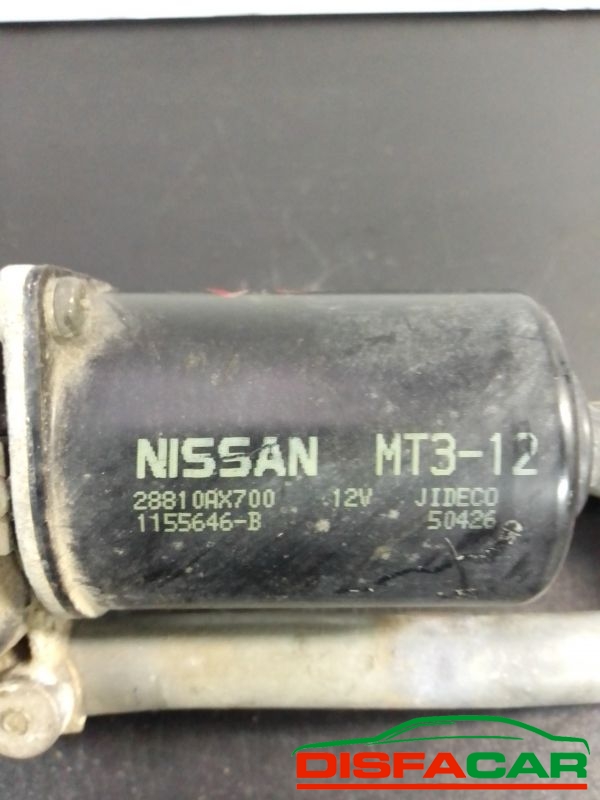 NISSAN MT3-12
28810AX700 12V JIDECO
1155646-B 50426
DISFACAR